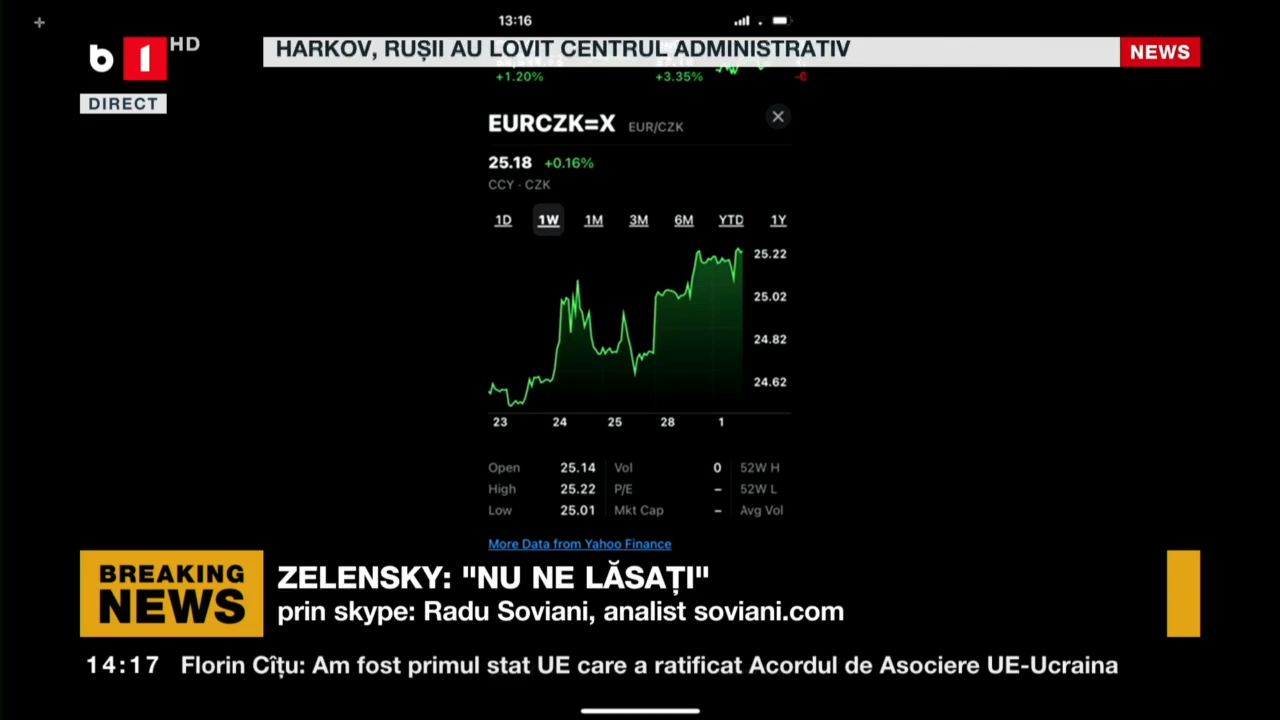 13:16
b 1 HD
HARKOV, RUȘII AU LOVIT CENTRUL ADMINISTRATIV
NEWS
+1.20%
+3.35%
DIRECT
EURCZK=X EUR/CZK
25.18 +0.16%
CCY · CZK
1D 1W 1M 3M 6M YTD 1Y
25.22
25.02
24.82
24.62
23 24 25 28 1
Open 25.14 Vol 0 52W H
High 25.22 P/E – 52W L
Low 25.01 Mkt Cap – Avg Vol
More Data from Yahoo Finance
BREAKING
NEWS
ZELENSKY: "NU NE LĂSAȚI"
prin skype: Radu Soviani, analist soviani.com
14:17 Florin Cîțu: Am fost primul stat UE care a ratificat Acordul de Asociere UE-Ucraina